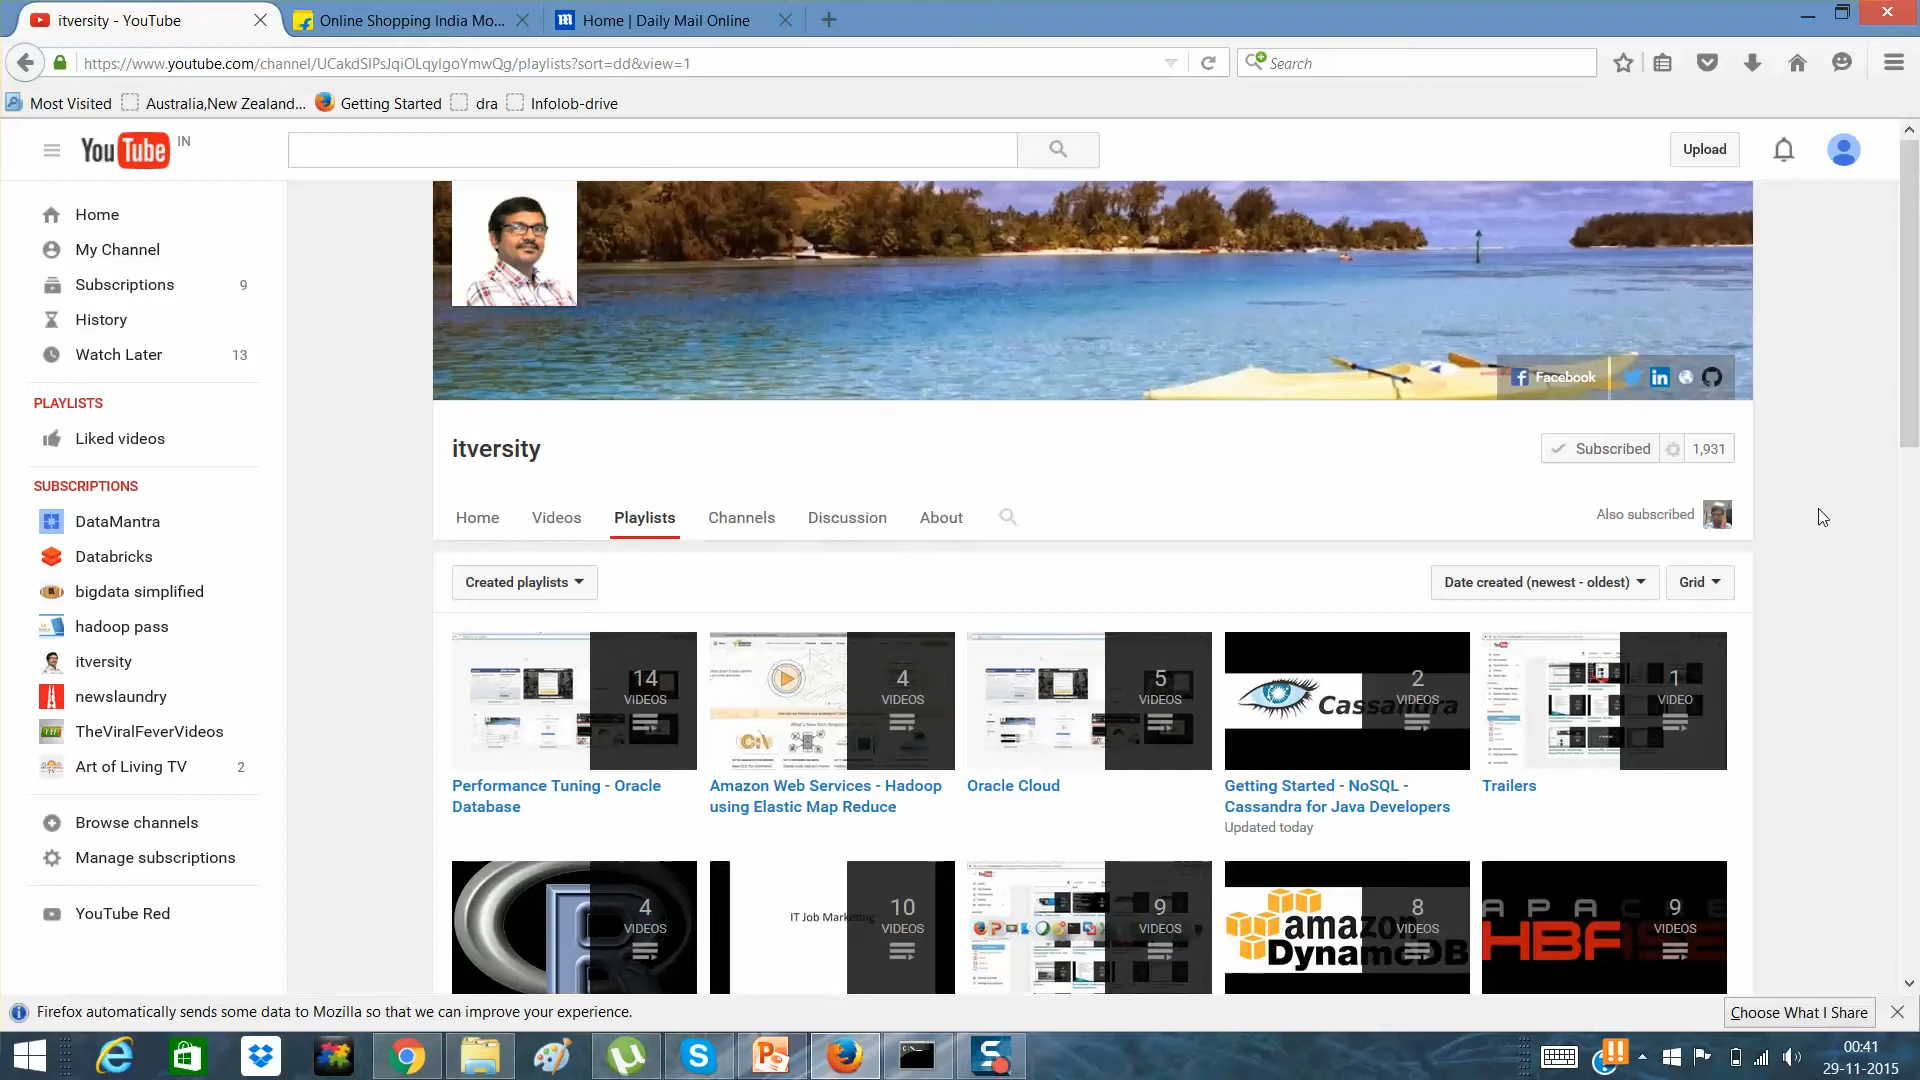 itversity - YouTube
Online Shopping India Mo...
Home | Daily Mail Online
https://www.youtube.com/channel/UCakdSIPsJqiOLqylgoYmwQg/playlists?sort=dd&view=1
Search
Most Visited
Australia,New Zealand...
Getting Started
dra
Infolob-drive
YouTube IN
Upload
Home
My Channel
Subscriptions 9
History
Watch Later 13
PLAYLISTS
Liked videos
SUBSCRIPTIONS
DataMantra
Databricks
bigdata simplified
hadoop pass
itversity
newslaundry
TheViralFeverVideos
Art of Living TV 2
Browse channels
Manage subscriptions
YouTube Red
Facebook
itversity
Subscribed 1,931
Home
Videos
Playlists
Channels
Discussion
About
Also subscribed
Created playlists
Date created (newest - oldest)
Grid
14
VIDEOS
Performance Tuning - Oracle
Database
4
VIDEOS
Amazon Web Services - Hadoop
using Elastic Map Reduce
5
VIDEOS
Oracle Cloud
Cassandra
2
VIDEOS
Getting Started - NoSQL -
Cassandra for Java Developers
Updated today
1
VIDEO
Trailers
4
VIDEOS
IT Job Marketing
10
VIDEOS
9
VIDEOS
amazon
DynamoDB
8
VIDEOS
APACHE
HBASE
9
VIDEOS
Firefox automatically sends some data to Mozilla so that we can improve your experience.
Choose What I Share
00:41
29-11-2015